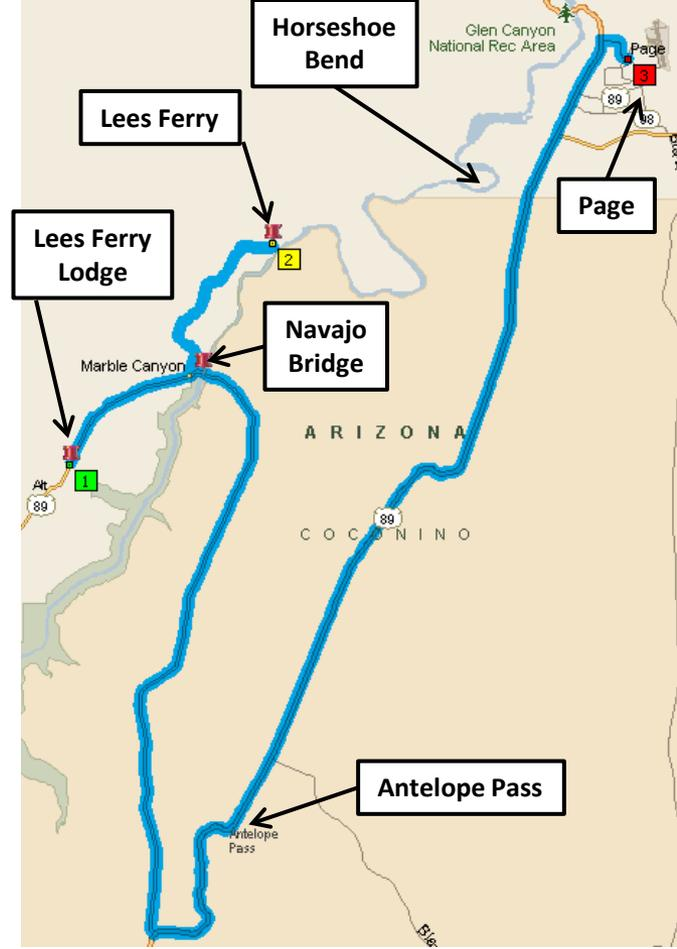 Horseshoe
Bend
Glen Canyon
National Rec Area
Page
3
89
98
Lees Ferry
Page
Lees Ferry
Lodge
2
Navajo
Bridge
Marble Canyon
ARIZONA
Alt
1
89
89
COCONINO
Antelope Pass
Antelope
Pass